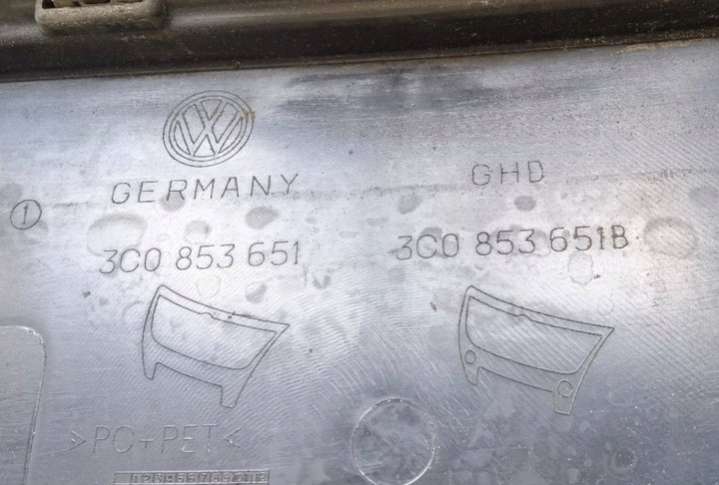 GERMANY
GHD
1
3C0 853 651
3C0 853 651B
>PC+PET<